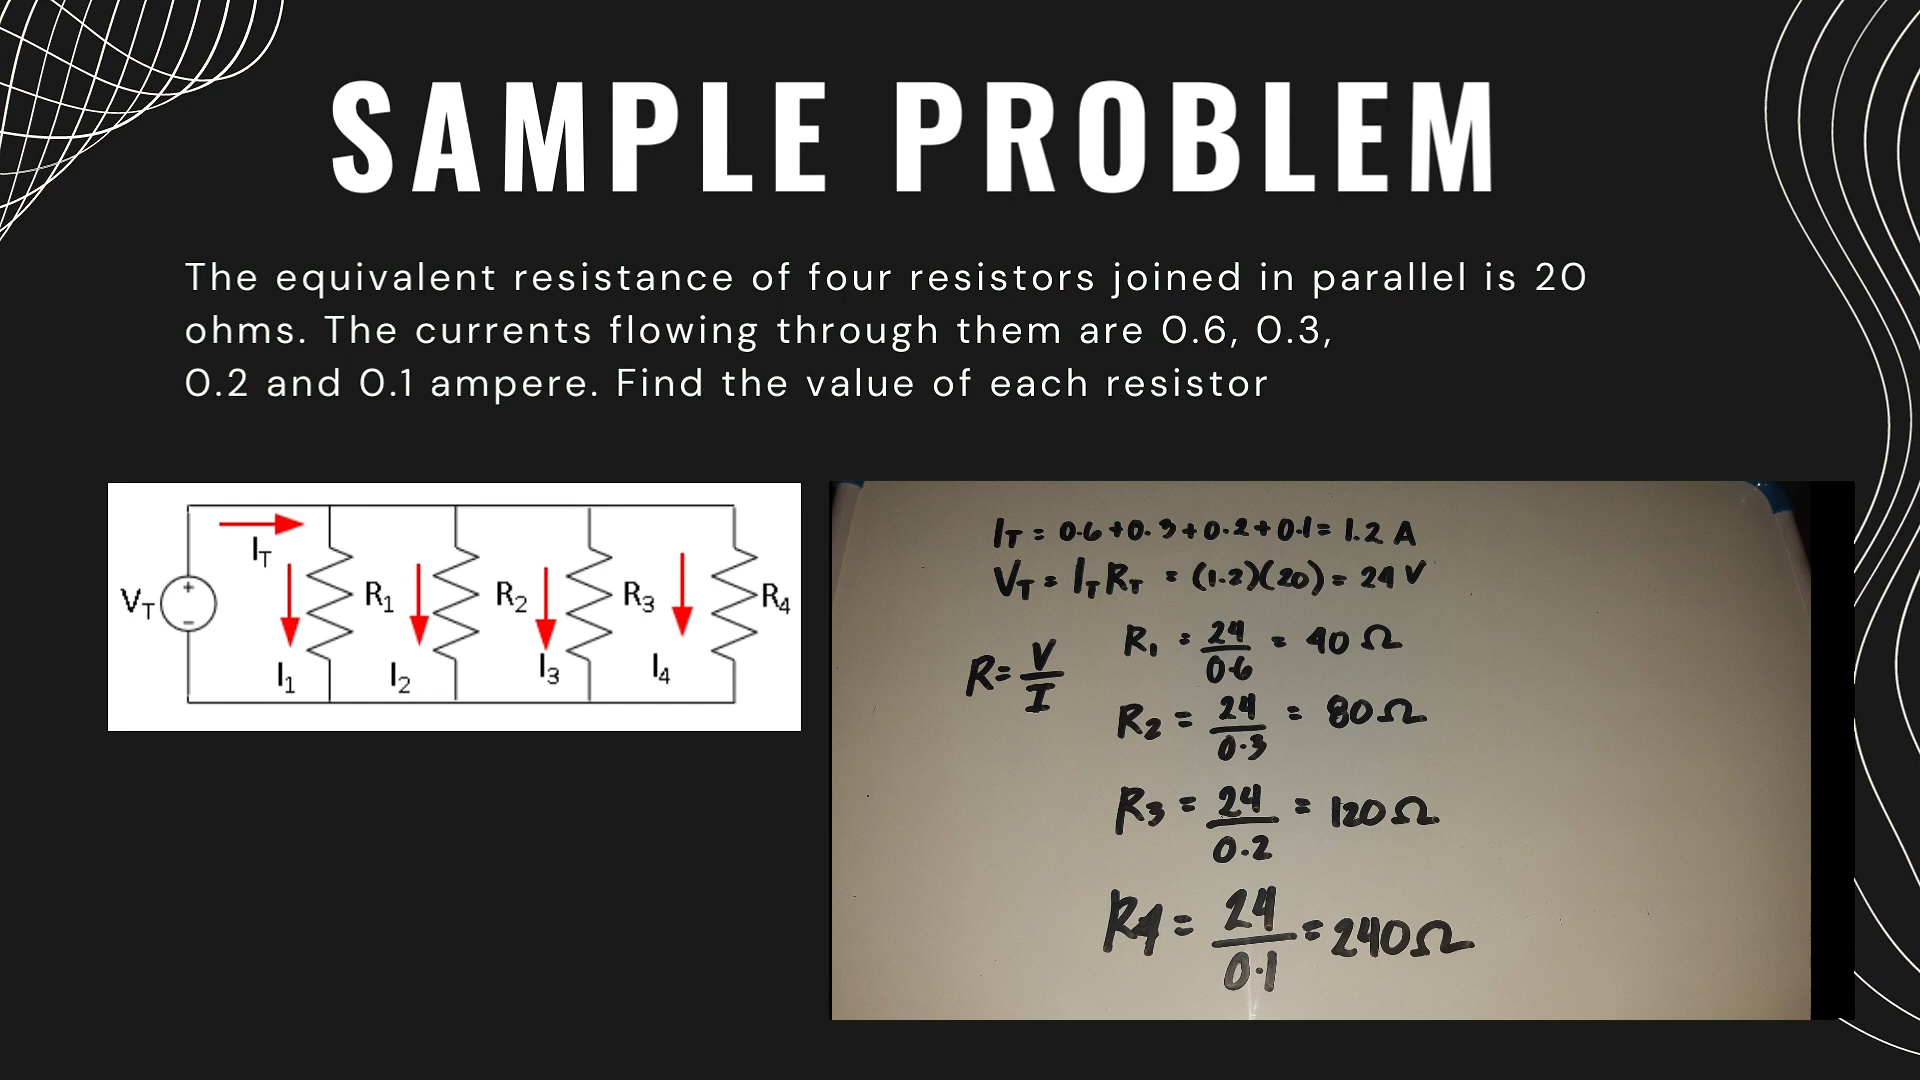 SAMPLE PROBLEM
The equivalent resistance of four resistors joined in parallel is 20
ohms. The currents flowing through them are 0.6, 0.3,
0.2 and 0.1 ampere. Find the value of each resistor
VT
+
−
IT
I1
R1
I2
R2
I3
R3
I4
R4
IT = 0.6 + 0.3 + 0.2 + 0.1 = 1.2 A
VT = IT RT = (1.2)(20) = 24 V
R = V/I
R1 = 24/0.6 = 40 Ω
R2 = 24/0.3 = 80 Ω
R3 = 24/0.2 = 120 Ω
R4 = 24/0.1 = 240 Ω